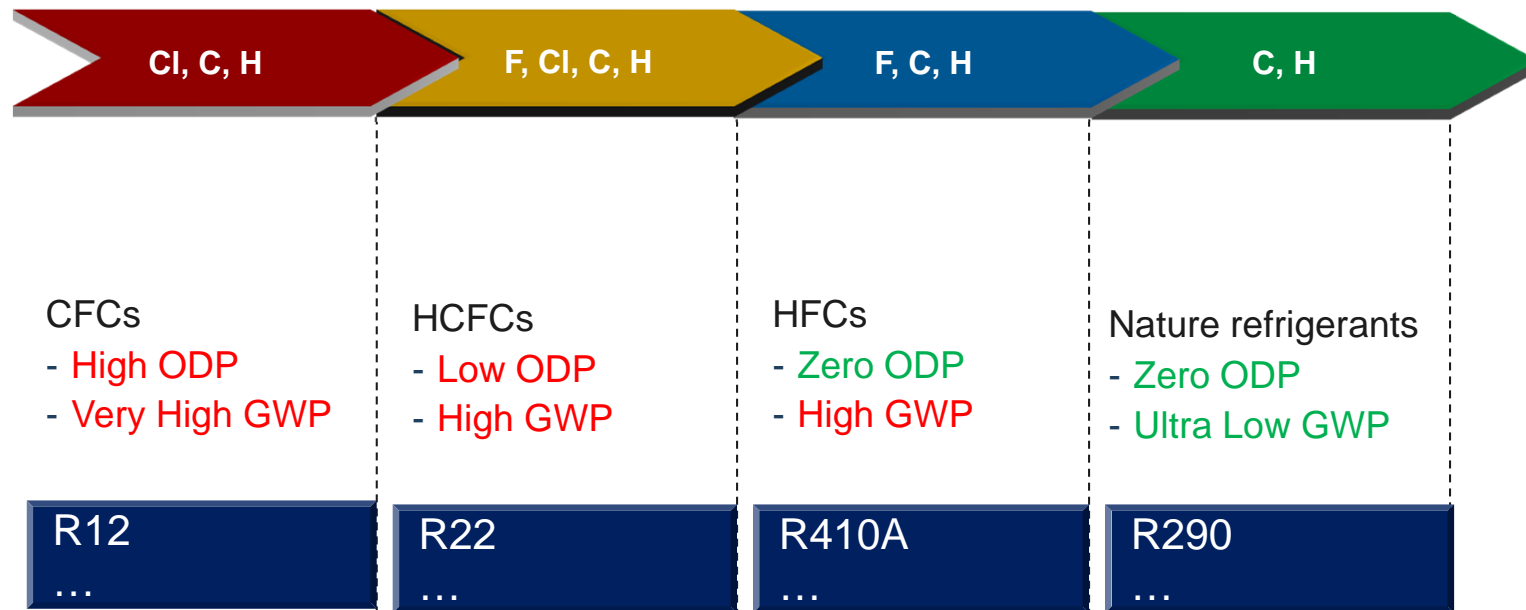 Cl, C, H
F, Cl, C, H
F, C, H
C, H
CFCs
- High ODP
- Very High GWP
HCFCs
- Low ODP
- High GWP
HFCs
- Zero ODP
- High GWP
Nature refrigerants
- Zero ODP
- Ultra Low GWP
R12
…
R22
…
R410A
…
R290
…